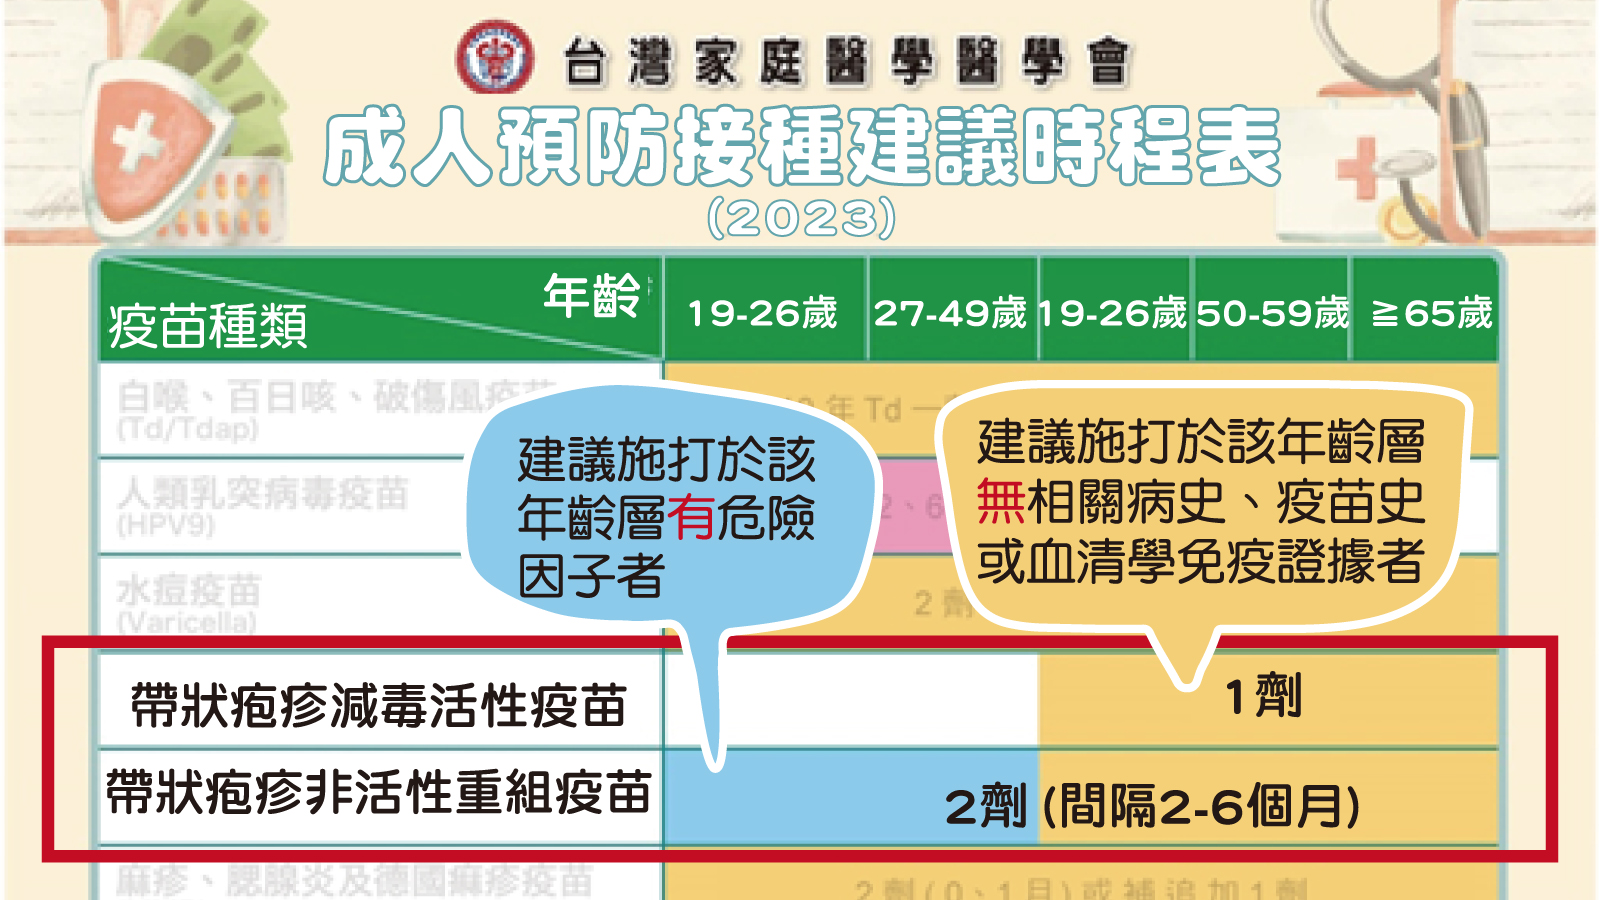 台灣家庭醫學醫學會
成人預防接種建議時程表
(2023)
年齡
疫苗種類
19-26歲 27-49歲 19-26歲 50-59歲 ≧65歲
白喉、百日咳、破傷風疫苗
(Td/Tdap)
年 Td 一
人類乳突病毒疫苗
(HPV9)
2、6
水痘疫苗
(Varicella)
2 劑
建議施打於該
年齡層有危險
因子者
建議施打於該年齡層
無相關病史、疫苗史
或血清學免疫證據者
帶狀疱疹減毒活性疫苗
1劑
帶狀疱疹非活性重組疫苗
2劑 (間隔2-6個月)
麻疹、腮腺炎及德國麻疹疫苗
2 劑 ( 0、1 月 ) 或 補 追 加 1 劑